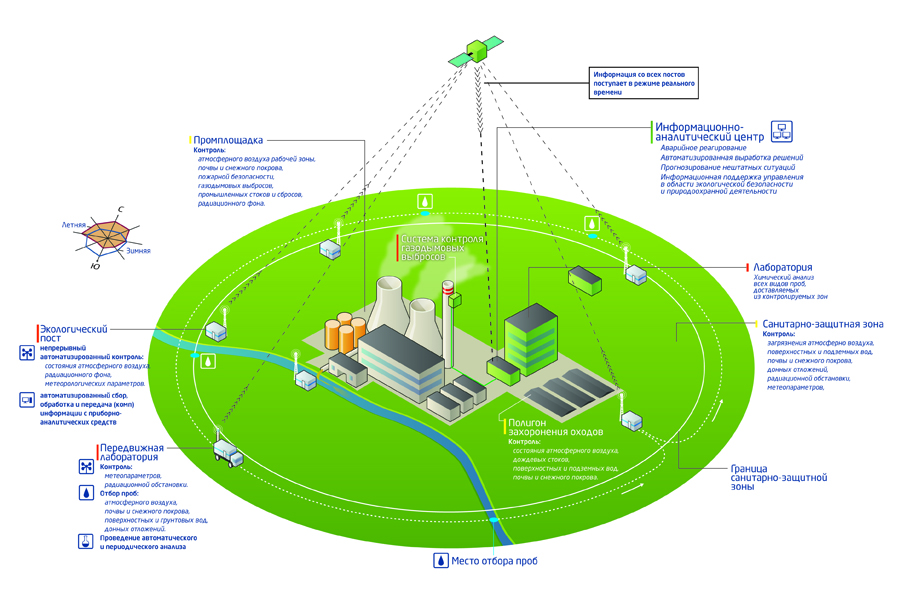 Информация со всех постов
поступает в режиме реального
времени
Промплощадка
Контроль:
атмосферного воздуха рабочей зоны,
почвы и снежного покрова,
пожарной безопасности,
газодымовых выбросов,
промышленных стоков и сбросов,
радиационного фона.
Информационно-
аналитический центр
Аварийное реагирование
Автоматизированная выработка решений
Прогнозирование нештатных ситуаций
Информационная поддержка управления
в области экологической безопасности
и природоохранной деятельности
С
Летняя
Зимняя
Ю
Система контроля
газодымовых
выбросов
Лаборатория
Химический анализ
всех видов проб,
доставляемых
из контролируемых зон
Санитарно-защитная зона
Контроль:
загрязнения атмосферно воздуха,
поверхностных и подземных вод,
почвы и снежного покрова,
донных отложений,
радиационной обстановки,
метеопараметров,
Экологический
пост
непрерывный
автоматизированный контроль:
состояния атмосферного воздуха,
радиационного фона,
метеорологических параметров.
автоматизированный сбор,
обработка и передача (комп)
информации с приборно-
аналитических средств
Передвижная
лаборатория
Контроль:
метеопараметров,
радиационной обстановки.
Отбор проб:
атмосферного воздуха,
почвы и снежного покрова,
поверхностных и грунтовых вод,
донных отложений.
Проведение автоматического
и периодического анализа
Полигон
захоронения оходов
Контроль:
состояния атмосферного воздуха,
дождовых стоков,
поверхностных и подземных вод,
почвы и снежного покрова.
Граница
санитарно-защитной
зоны
Место отбора проб